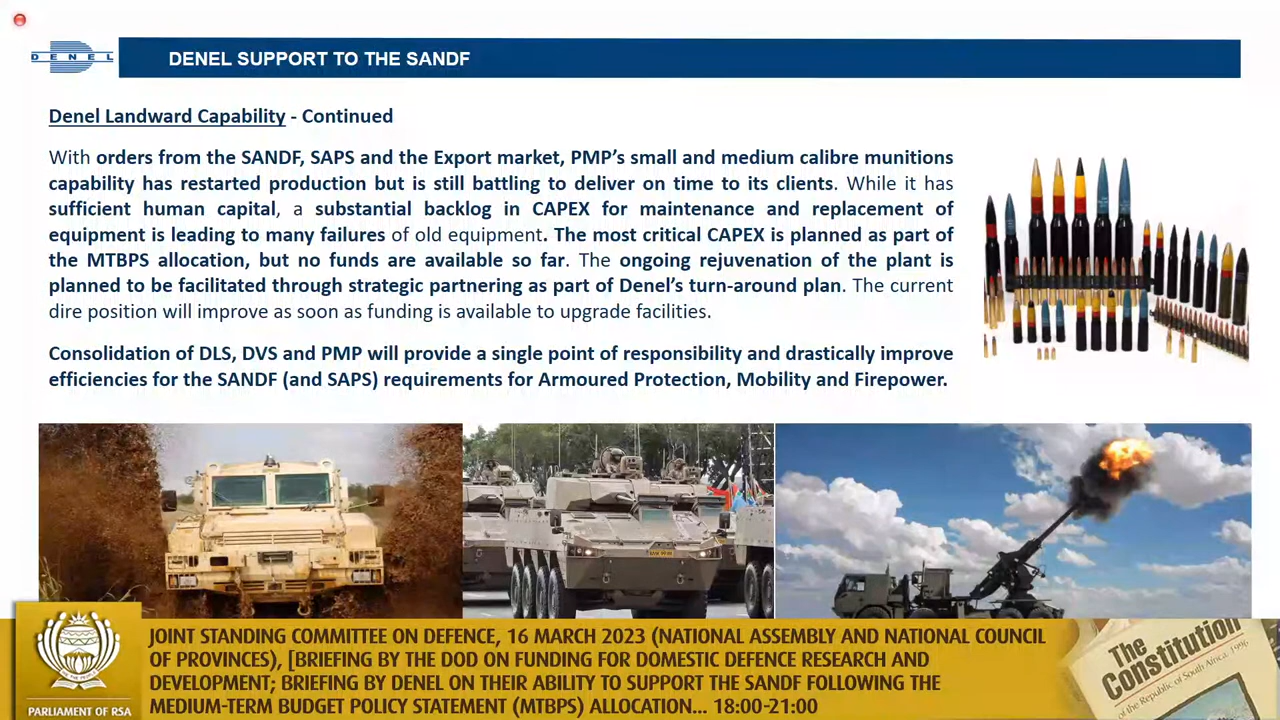 DENEL
DENEL SUPPORT TO THE SANDF
Denel Landward Capability - Continued
With orders from the SANDF, SAPS and the Export market, PMP's small and medium calibre munitions
capability has restarted production but is still battling to deliver on time to its clients. While it has
sufficient human capital, a substantial backlog in CAPEX for maintenance and replacement of
equipment is leading to many failures of old equipment. The most critical CAPEX is planned as part of
the MTBPS allocation, but no funds are available so far. The ongoing rejuvenation of the plant is
planned to be facilitated through strategic partnering as part of Denel's turn-around plan. The current
dire position will improve as soon as funding is available to upgrade facilities.
Consolidation of DLS, DVS and PMP will provide a single point of responsibility and drastically improve
efficiencies for the SANDF (and SAPS) requirements for Armoured Protection, Mobility and Firepower.
PARLIAMENT OF RSA
JOINT STANDING COMMITTEE ON DEFENCE, 16 MARCH 2023 (NATIONAL ASSEMBLY AND NATIONAL COUNCIL
OF PROVINCES), [BRIEFING BY THE DOD ON FUNDING FOR DOMESTIC DEFENCE RESEARCH AND
DEVELOPMENT; BRIEFING BY DENEL ON THEIR ABILITY TO SUPPORT THE SANDF FOLLOWING THE
MEDIUM-TERM BUDGET POLICY STATEMENT (MTBPS) ALLOCATION... 18:00-21:00
The
Constitution
of the Republic of South Africa, 1996